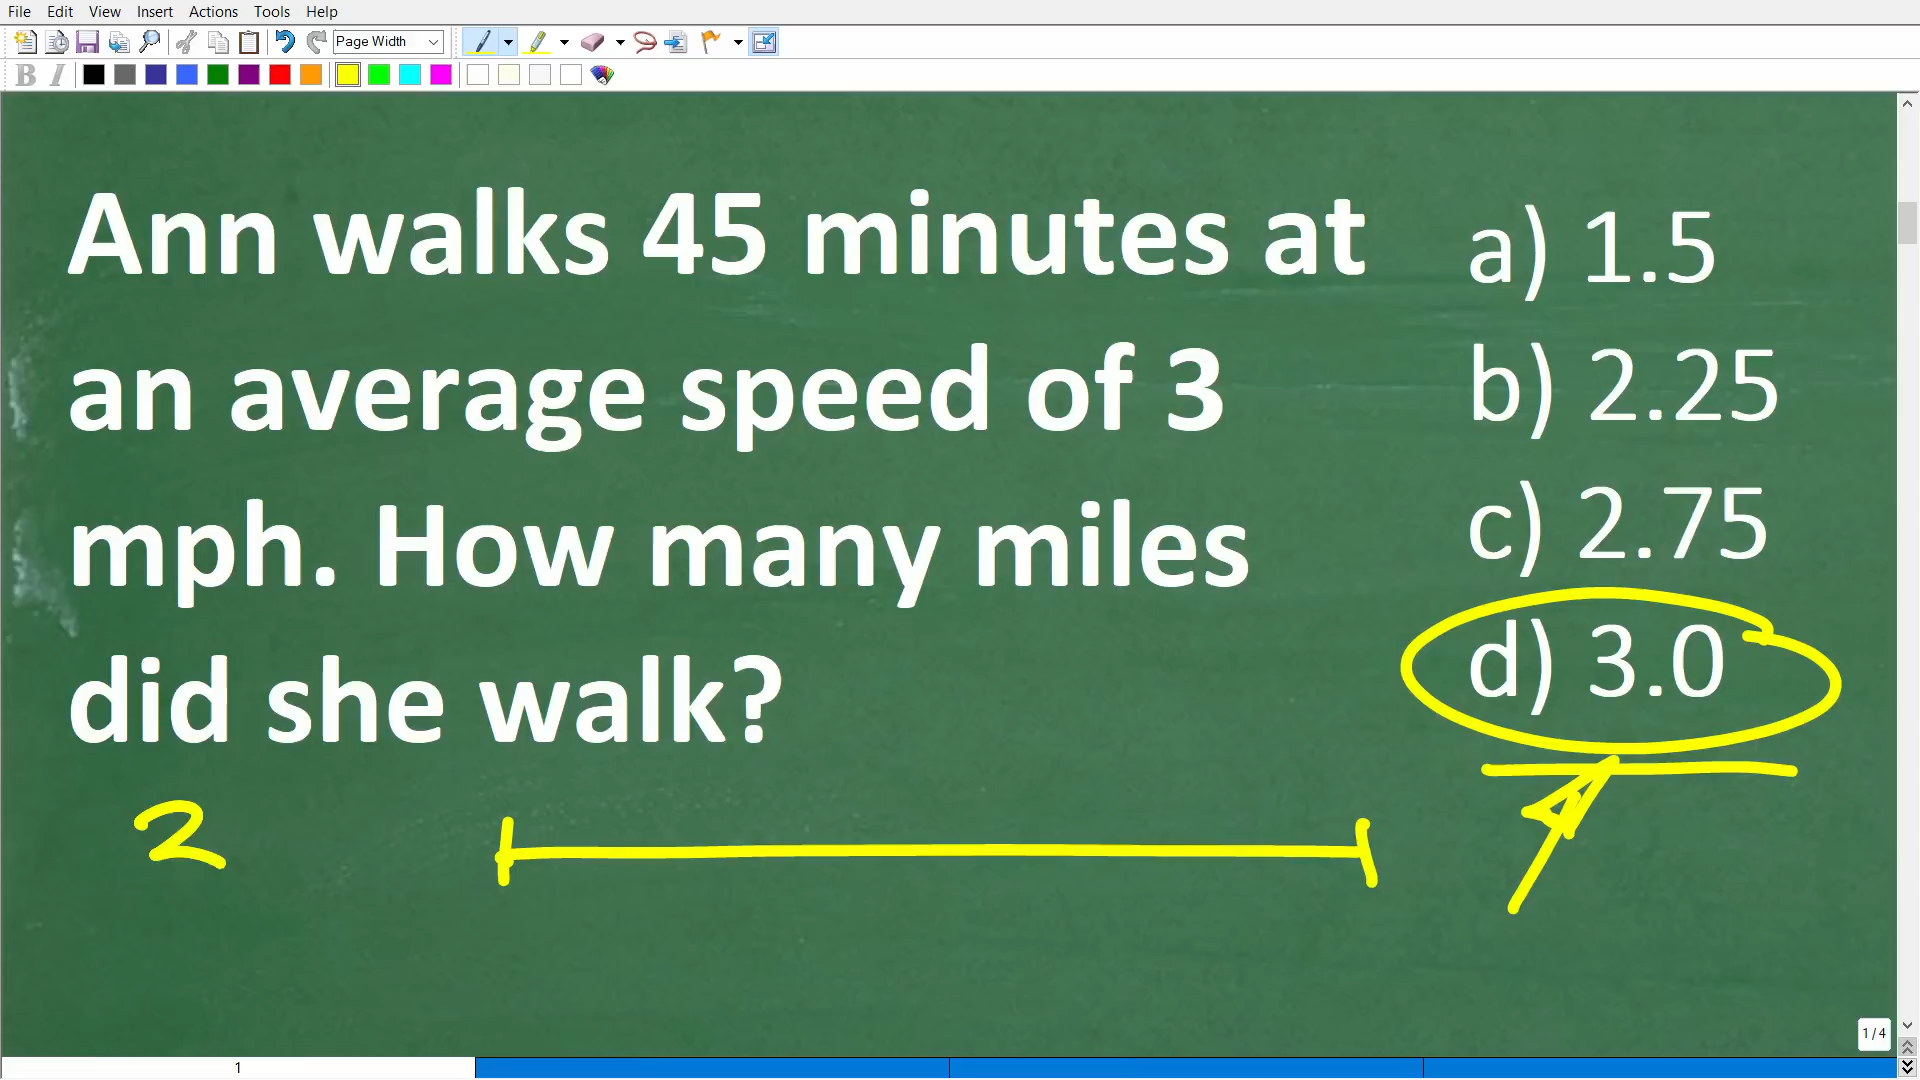 File Edit View Insert Actions Tools Help
Page Width
B I
Ann walks 45 minutes at
an average speed of 3
mph. How many miles
did she walk?
a) 1.5
b) 2.25
c) 2.75
d) 3.0
2
1 / 4
1